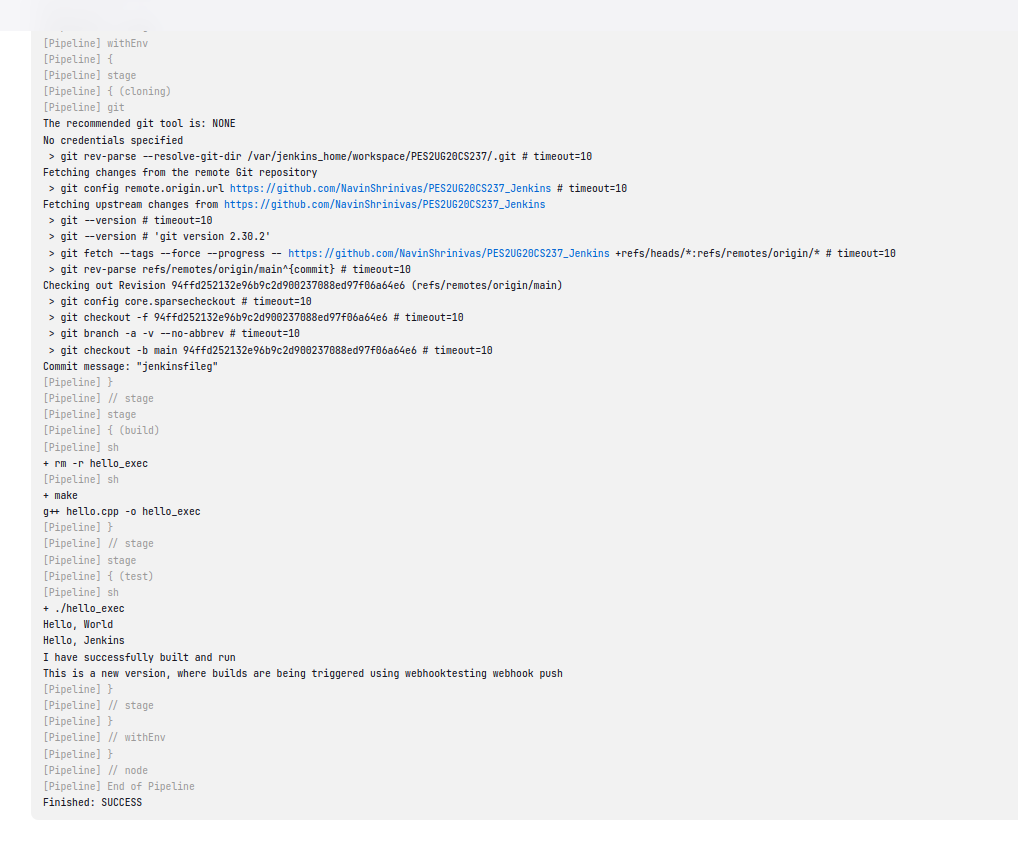 [Pipeline] withEnv
[Pipeline] {
[Pipeline] stage
[Pipeline] { (cloning)
[Pipeline] git
The recommended git tool is: NONE
No credentials specified
 > git rev-parse --resolve-git-dir /var/jenkins_home/workspace/PES2UG20CS237/.git # timeout=10
Fetching changes from the remote Git repository
 > git config remote.origin.url https://github.com/NavinShrinivas/PES2UG20CS237_Jenkins # timeout=10
Fetching upstream changes from https://github.com/NavinShrinivas/PES2UG20CS237_Jenkins
 > git --version # timeout=10
 > git --version # 'git version 2.30.2'
 > git fetch --tags --force --progress -- https://github.com/NavinShrinivas/PES2UG20CS237_Jenkins +refs/heads/*:refs/remotes/origin/* # timeout=10
 > git rev-parse refs/remotes/origin/main^{commit} # timeout=10
Checking out Revision 94ffd252132e96b9c2d900237088ed97f06a64e6 (refs/remotes/origin/main)
 > git config core.sparsecheckout # timeout=10
 > git checkout -f 94ffd252132e96b9c2d900237088ed97f06a64e6 # timeout=10
 > git branch -a -v --no-abbrev # timeout=10
 > git checkout -b main 94ffd252132e96b9c2d900237088ed97f06a64e6 # timeout=10
Commit message: "jenkinsfileg"
[Pipeline] }
[Pipeline] // stage
[Pipeline] stage
[Pipeline] { (build)
[Pipeline] sh
+ rm -r hello_exec
[Pipeline] sh
+ make
g++ hello.cpp -o hello_exec
[Pipeline] }
[Pipeline] // stage
[Pipeline] stage
[Pipeline] { (test)
[Pipeline] sh
+ ./hello_exec
Hello, World
Hello, Jenkins
I have successfully built and run
This is a new version, where builds are being triggered using webhooktesting webhook push
[Pipeline] }
[Pipeline] // stage
[Pipeline] }
[Pipeline] // withEnv
[Pipeline] }
[Pipeline] // node
[Pipeline] End of Pipeline
Finished: SUCCESS